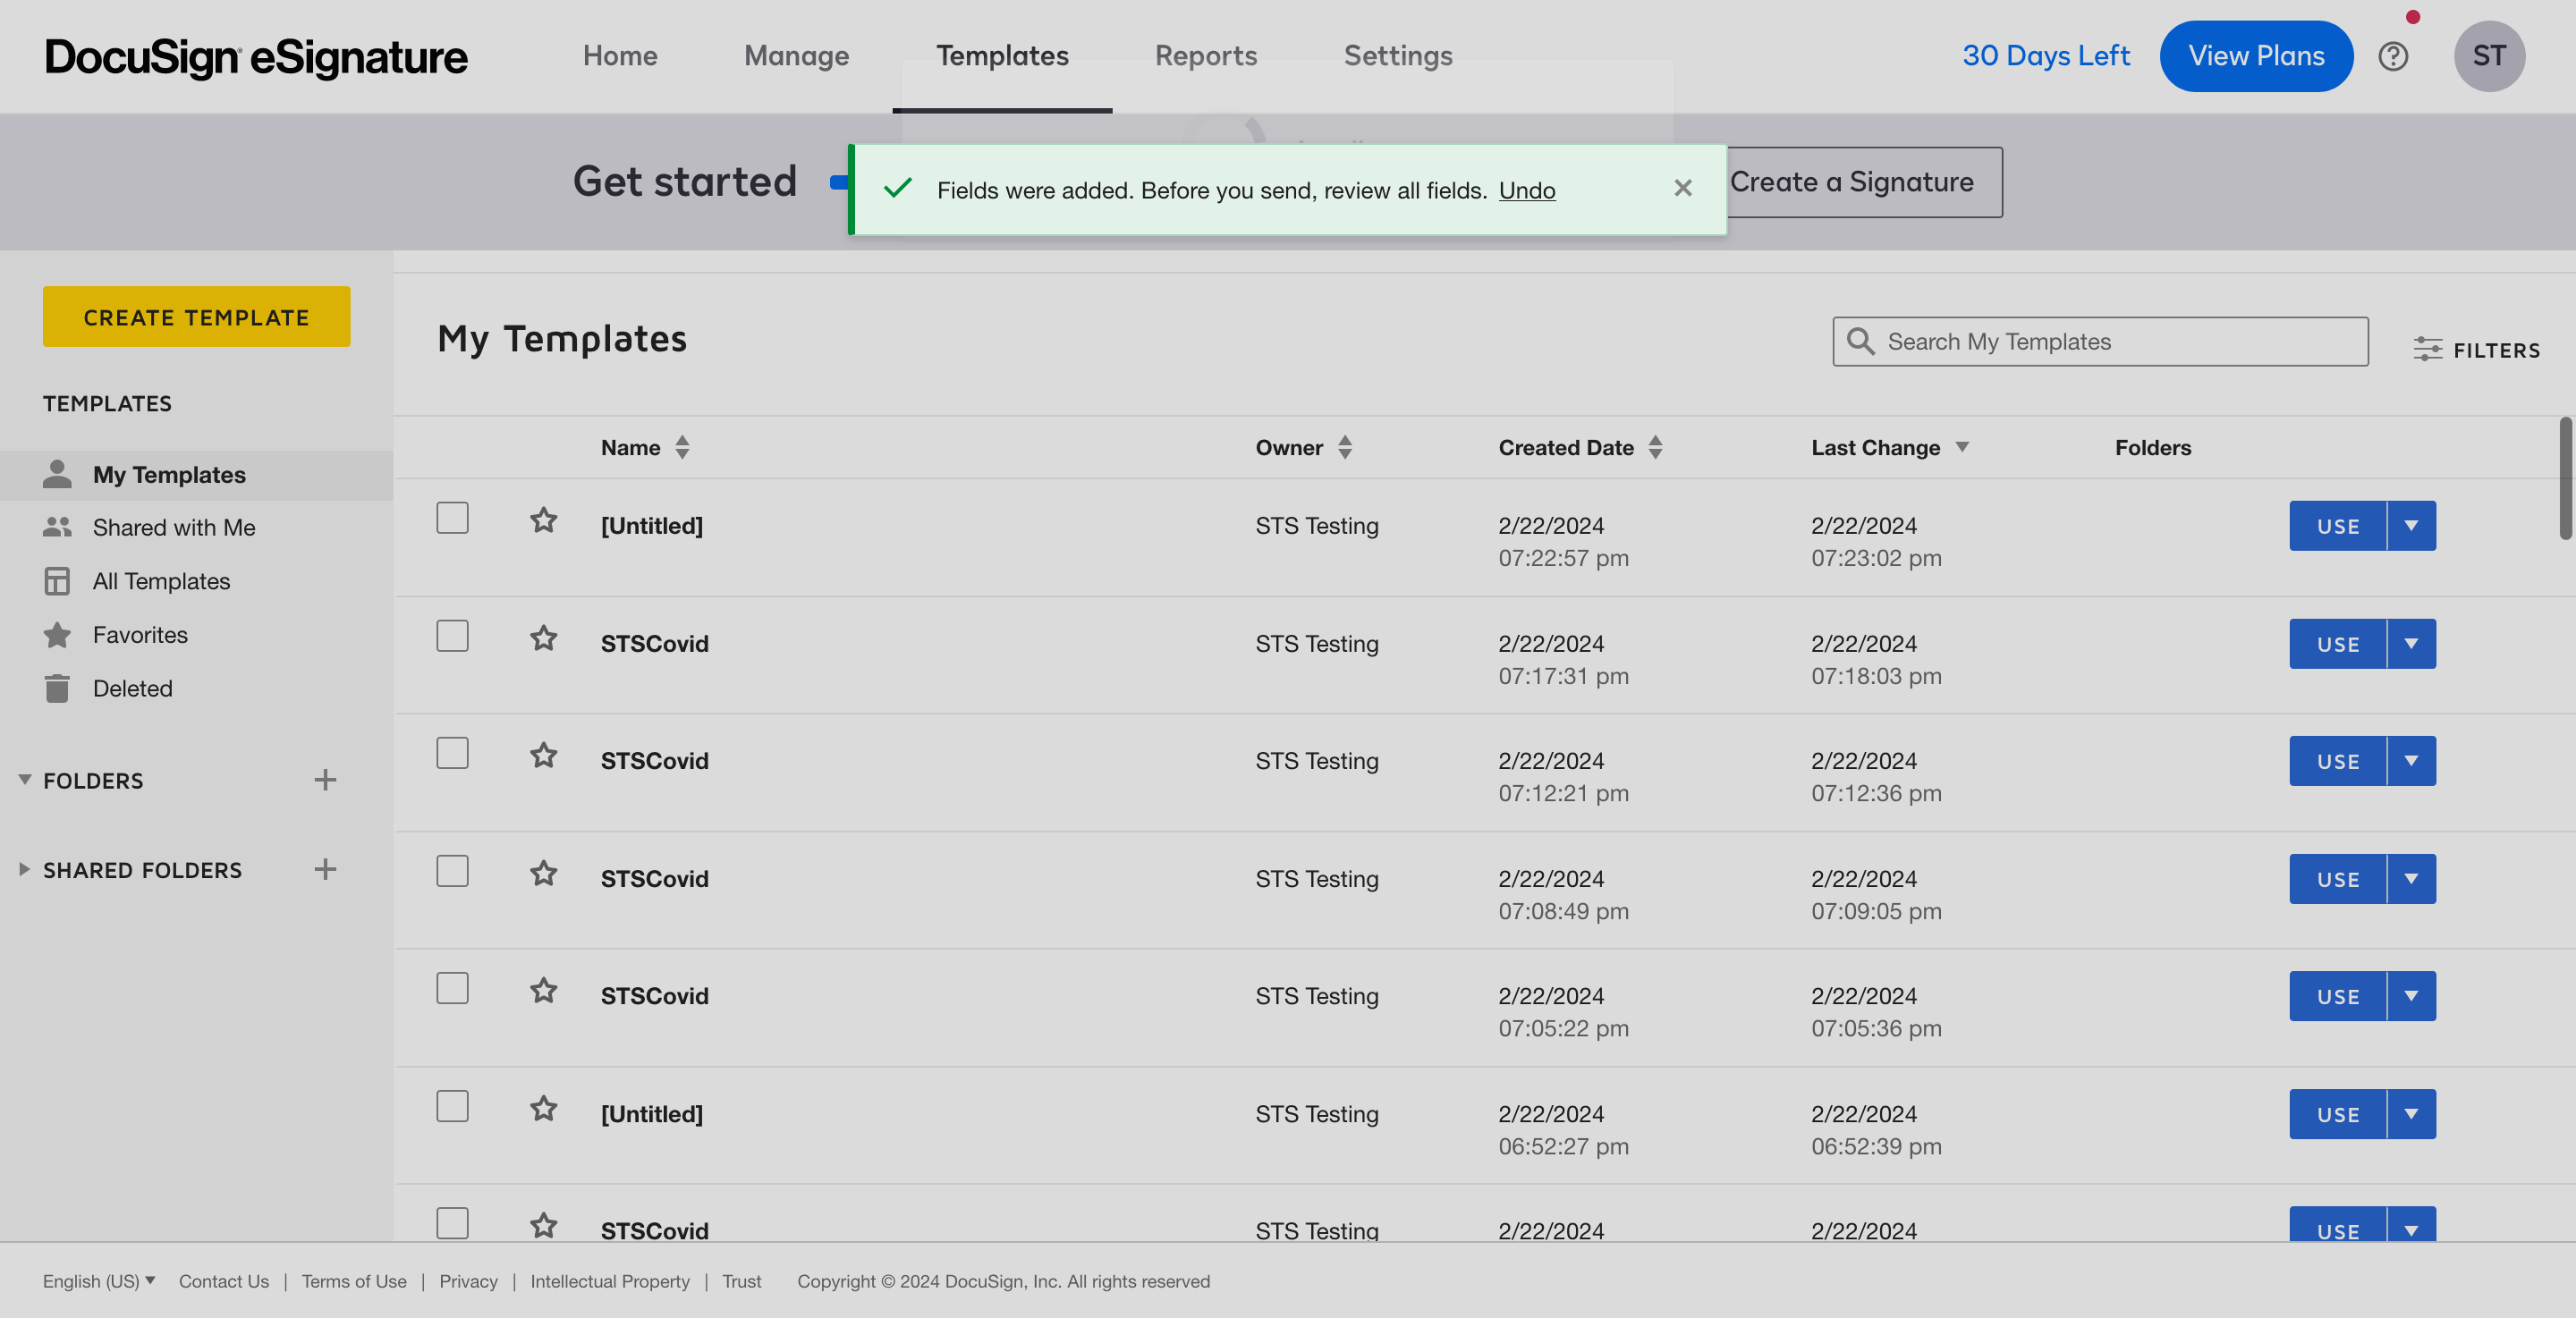 DocuSign eSignature
Home Manage Templates Reports Settings
30 Days Left View Plans ST
Get started
Fields were added. Before you send, review all fields. Undo
Create a Signature
CREATE TEMPLATE
TEMPLATES
My Templates
Shared with Me
All Templates
Favorites
Deleted
FOLDERS
SHARED FOLDERS
My Templates
Search My Templates
FILTERS
Name Owner Created Date Last Change Folders
[Untitled] STS Testing 2/22/2024 2/22/2024 USE
07:22:57 pm 07:23:02 pm
STSCovid STS Testing 2/22/2024 2/22/2024 USE
07:17:31 pm 07:18:03 pm
STSCovid STS Testing 2/22/2024 2/22/2024 USE
07:12:21 pm 07:12:36 pm
STSCovid STS Testing 2/22/2024 2/22/2024 USE
07:08:49 pm 07:09:05 pm
STSCovid STS Testing 2/22/2024 2/22/2024 USE
07:05:22 pm 07:05:36 pm
[Untitled] STS Testing 2/22/2024 2/22/2024 USE
06:52:27 pm 06:52:39 pm
STSCovid STS Testing 2/22/2024 2/22/2024 USE
English (US) Contact Us | Terms of Use | Privacy | Intellectual Property | Trust Copyright © 2024 DocuSign, Inc. All rights reserved